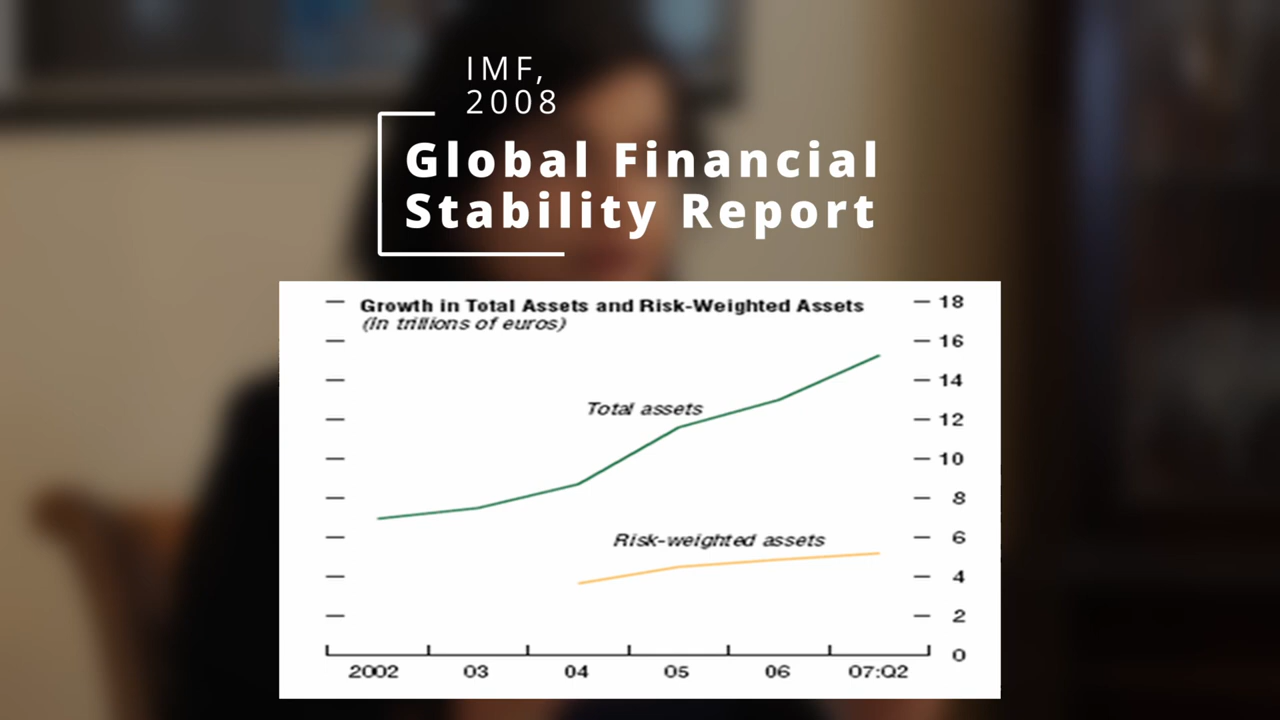 IMF,
2008
Global Financial
Stability Report
Growth in Total Assets and Risk-Weighted Assets
(In trillions of euros)
18
16
14
Total assets
12
10
8
Risk-weighted assets
6
4
2
0
2002 03 04 05 06 07:Q2